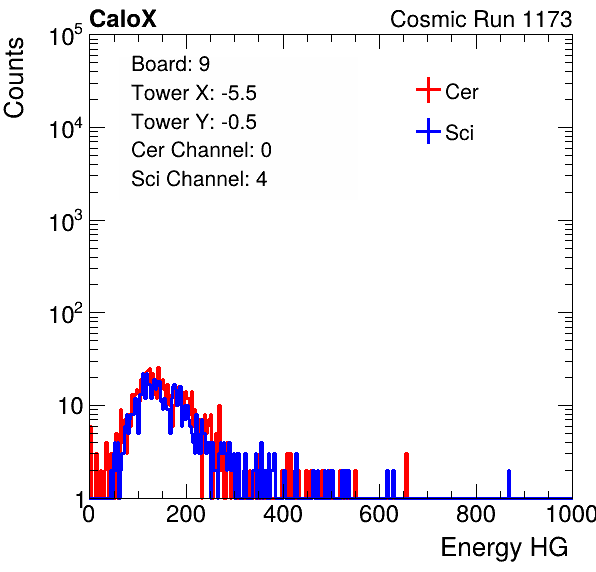 CaloX Cosmic Run 1173
Counts
10^5
10^4
10^3
10^2
10
1
Board: 9
Tower X: -5.5
Tower Y: -0.5
Cer Channel: 0
Sci Channel: 4
Cer
Sci
0 200 400 600 800 1000
Energy HG